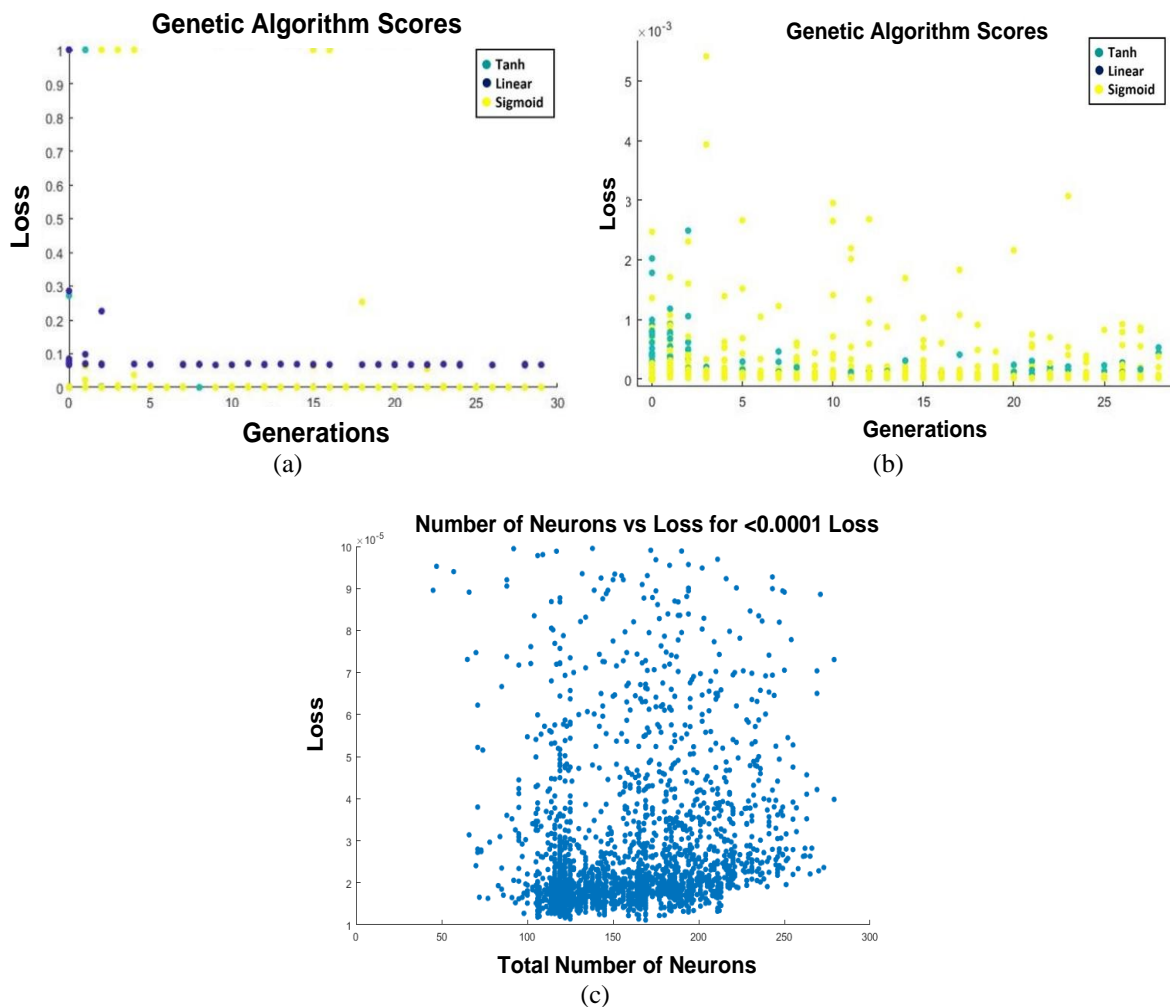 Genetic Algorithm Scores
1
0.9
0.8
0.7
0.6
0.5
0.4
0.3
0.2
0.1
0
Loss
Tanh
Linear
Sigmoid
0 5 10 15 20 25 30
Generations
(a)
Genetic Algorithm Scores
×10⁻³
5
4
3
2
1
0
Loss
Tanh
Linear
Sigmoid
0 5 10 15 20 25
Generations
(b)
Number of Neurons vs Loss for <0.0001 Loss
×10⁻⁵
10
9
8
7
6
5
4
3
2
1
Loss
0 50 100 150 200 250 300
Total Number of Neurons
(c)